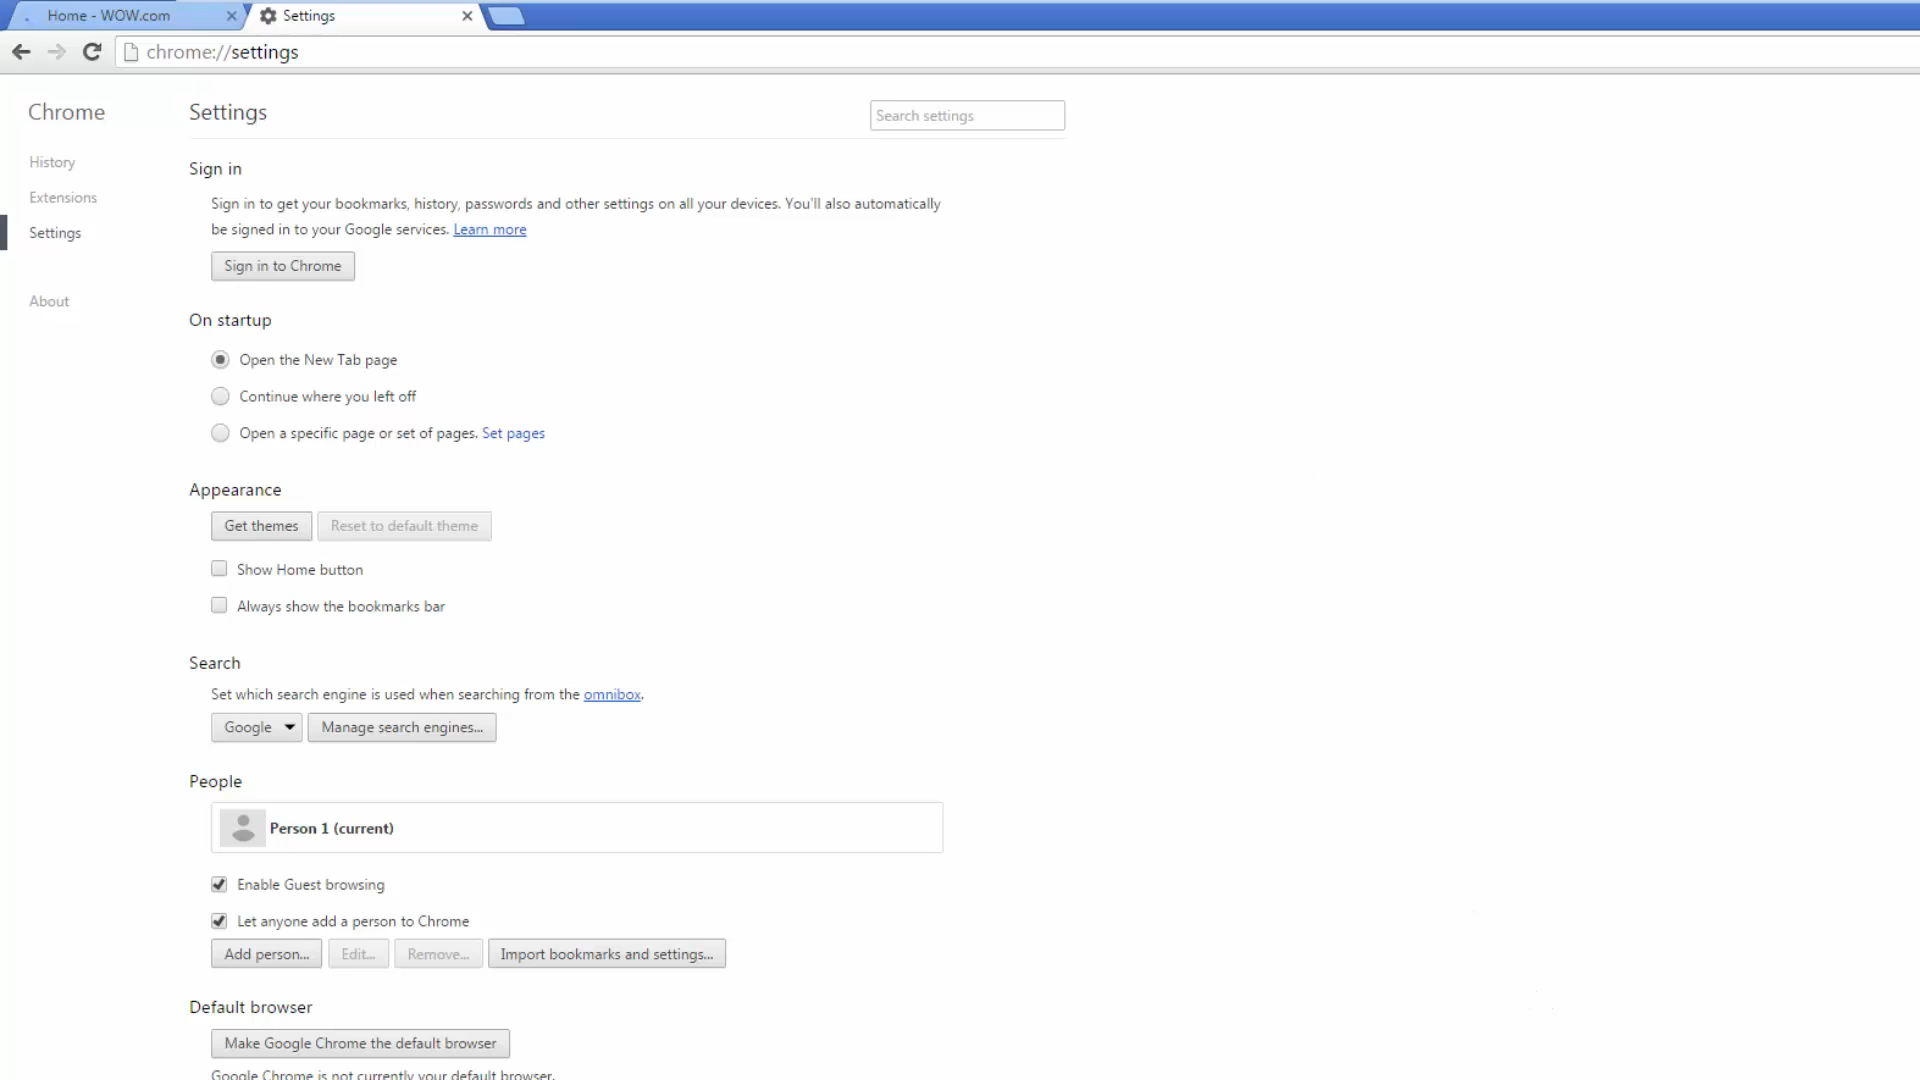 Home - WOW.com
Settings
chrome://settings
Chrome
Settings
Search settings
History
Extensions
Settings
About
Sign in
Sign in to get your bookmarks, history, passwords and other settings on all your devices. You'll also automatically
be signed in to your Google services. Learn more
Sign in to Chrome
On startup
Open the New Tab page
Continue where you left off
Open a specific page or set of pages. Set pages
Appearance
Get themes Reset to default theme
Show Home button
Always show the bookmarks bar
Search
Set which search engine is used when searching from the omnibox.
Google Manage search engines...
People
Person 1 (current)
Enable Guest browsing
Let anyone add a person to Chrome
Add person... Edit... Remove... Import bookmarks and settings...
Default browser
Make Google Chrome the default browser
Google Chrome is not currently your default browser.